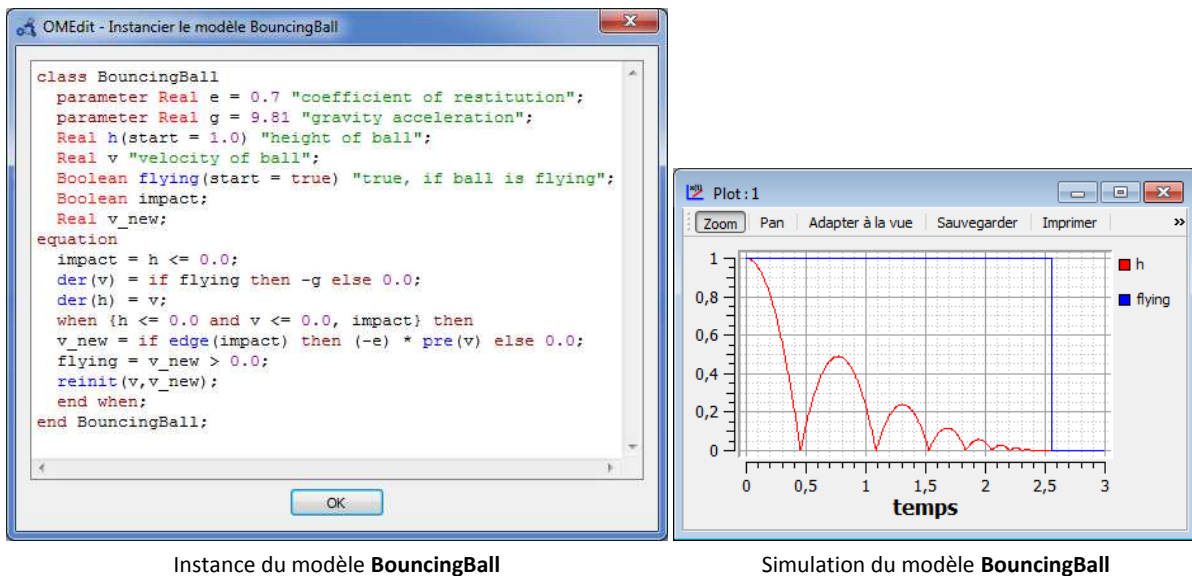 OMEdit - Instancier le modèle BouncingBall
class BouncingBall
parameter Real e = 0.7 "coefficient of restitution";
parameter Real g = 9.81 "gravity acceleration";
Real h(start = 1.0) "height of ball";
Real v "velocity of ball";
Boolean flying(start = true) "true, if ball is flying";
Boolean impact;
Real v_new;
equation
impact = h <= 0.0;
der(v) = if flying then -g else 0.0;
der(h) = v;
when {h <= 0.0 and v <= 0.0, impact} then
v_new = if edge(impact) then (-e) * pre(v) else 0.0;
flying = v_new > 0.0;
reinit(v,v_new);
end when;
end BouncingBall;
OK
Instance du modèle BouncingBall
Plot : 1
Zoom Pan Adapter à la vue Sauvegarder Imprimer »
1
0,8
0,6
0,4
0,2
0
0 0,5 1 1,5 2 2,5 3
temps
h
flying
Simulation du modèle BouncingBall